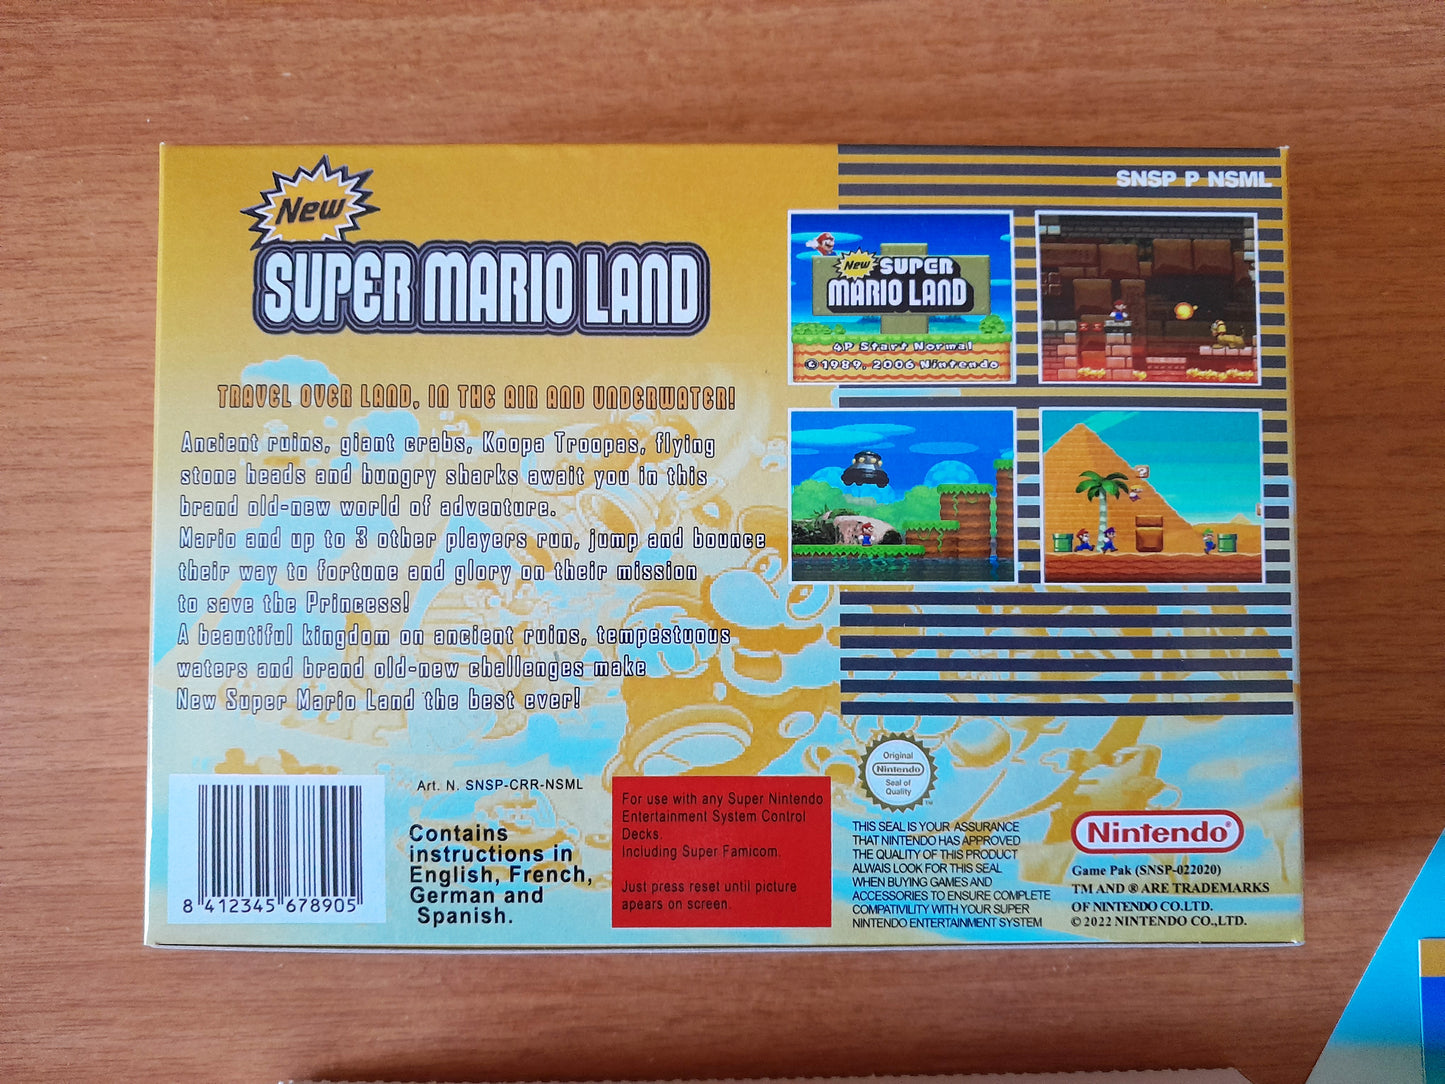 New
SUPER MARIO LAND
TRAVEL OVER LAND, IN THE AIR AND UNDERWATER!
Ancient ruins, giant crabs, Koopa Troopas, flying
stone heads and hungry sharks await you in this
brand old-new world of adventure.
Mario and up to 3 other players run, jump and bounce
their way to fortune and glory on their mission
to save the Princess!
A beautiful kingdom on ancient ruins, tempestuous
waters and brand old-new challenges make
New Super Mario Land the best ever!
SNSP P NSML
New SUPER
MARIO LAND
4P Start Normal
© 1989, 2006 Nintendo
?
8 412345 678905
Art. N. SNSP-CRR-NSML
Contains
instructions in
English, French,
German and
Spanish.
For use with any Super Nintendo
Entertainment System Control
Decks.
Including Super Famicom.
Just press reset until picture
apears on screen.
Original
Nintendo
Seal of
Quality
TM
THIS SEAL IS YOUR ASSURANCE
THAT NINTENDO HAS APPROVED
THE QUALITY OF THIS PRODUCT
ALWAIS LOOK FOR THIS SEAL
WHEN BUYING GAMES AND
ACCESSORIES TO ENSURE COMPLETE
COMPATIVILITY WITH YOUR SUPER
NINTENDO ENTERTAINMENT SYSTEM
Nintendo®
Game Pak (SNSP-022020)
TM AND ® ARE TRADEMARKS
OF NINTENDO CO.LTD.
© 2022 NINTENDO CO.,LTD.